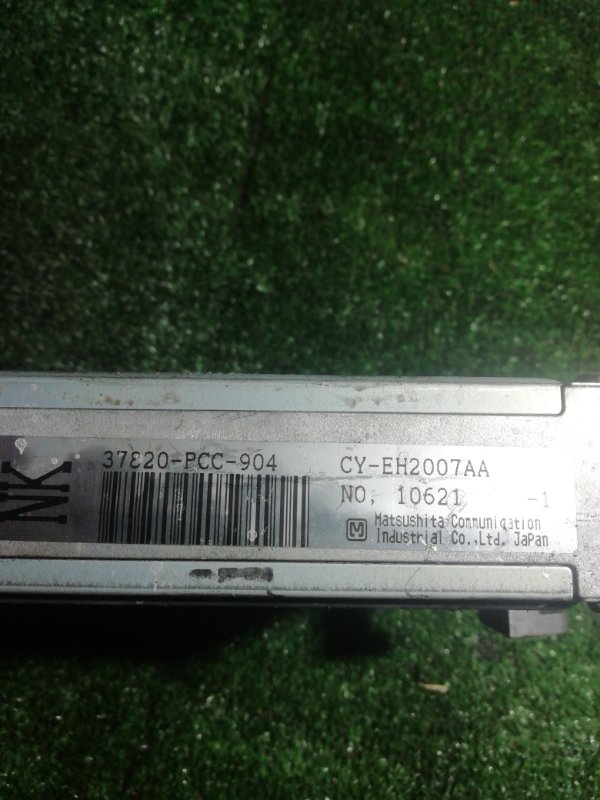 NK
37820-PCC-904
CY-EH2007AA
NO, 10621 -1
M Matsushita Communication
Industrial Co.,Ltd, JaPan